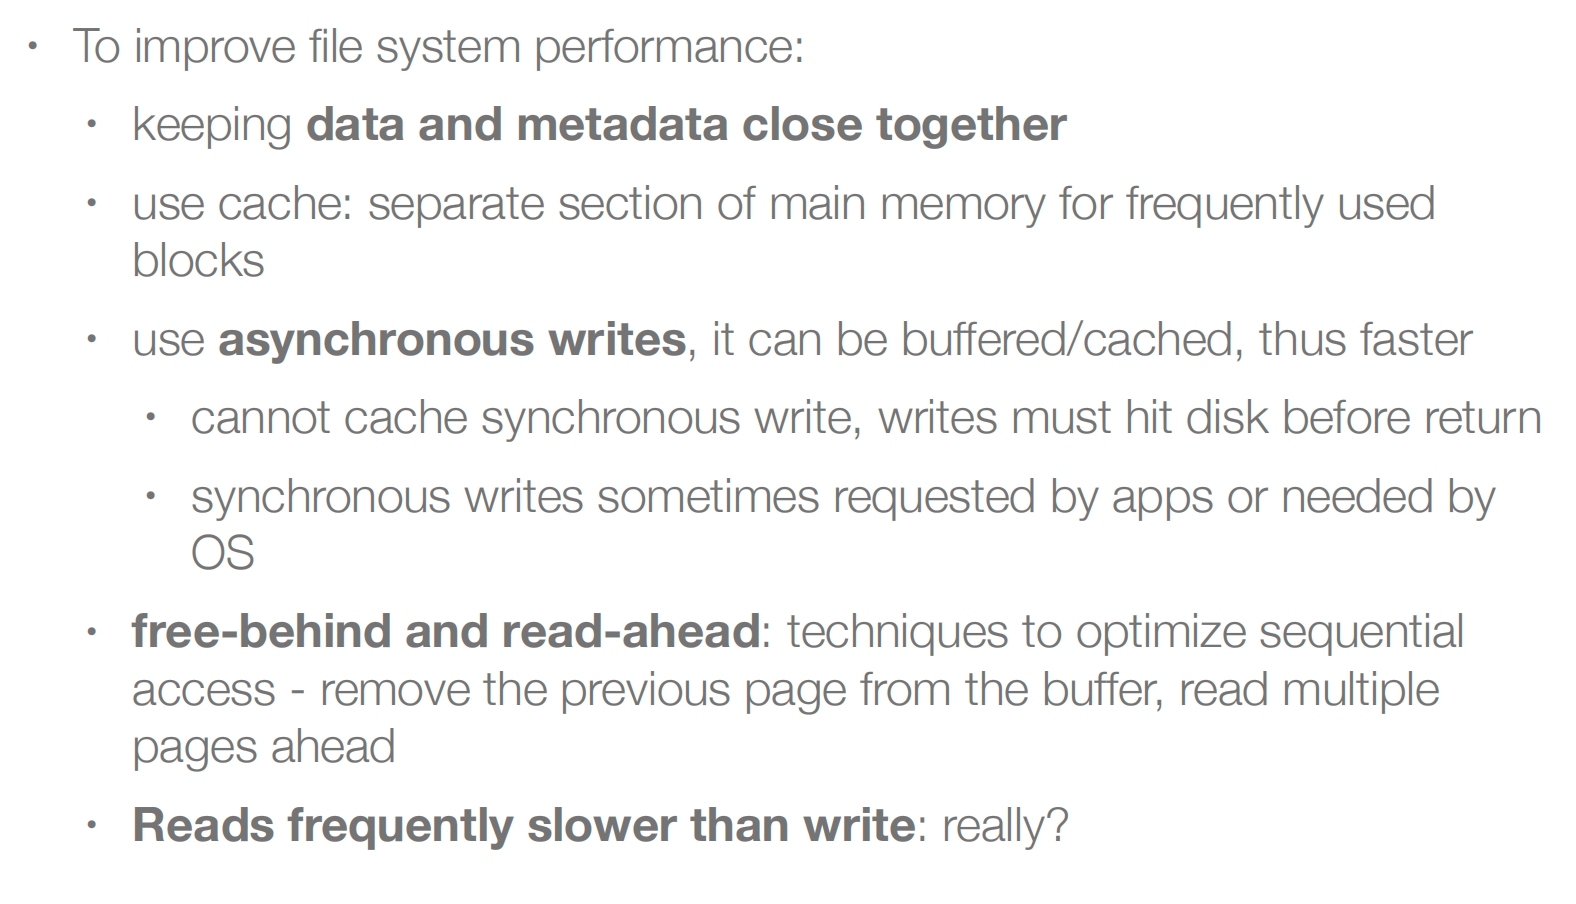 • To improve file system performance:
• keeping data and metadata close together
• use cache: separate section of main memory for frequently used
blocks
• use asynchronous writes, it can be buffered/cached, thus faster
• cannot cache synchronous write, writes must hit disk before return
• synchronous writes sometimes requested by apps or needed by
OS
• free-behind and read-ahead: techniques to optimize sequential
access - remove the previous page from the buffer, read multiple
pages ahead
• Reads frequently slower than write: really?